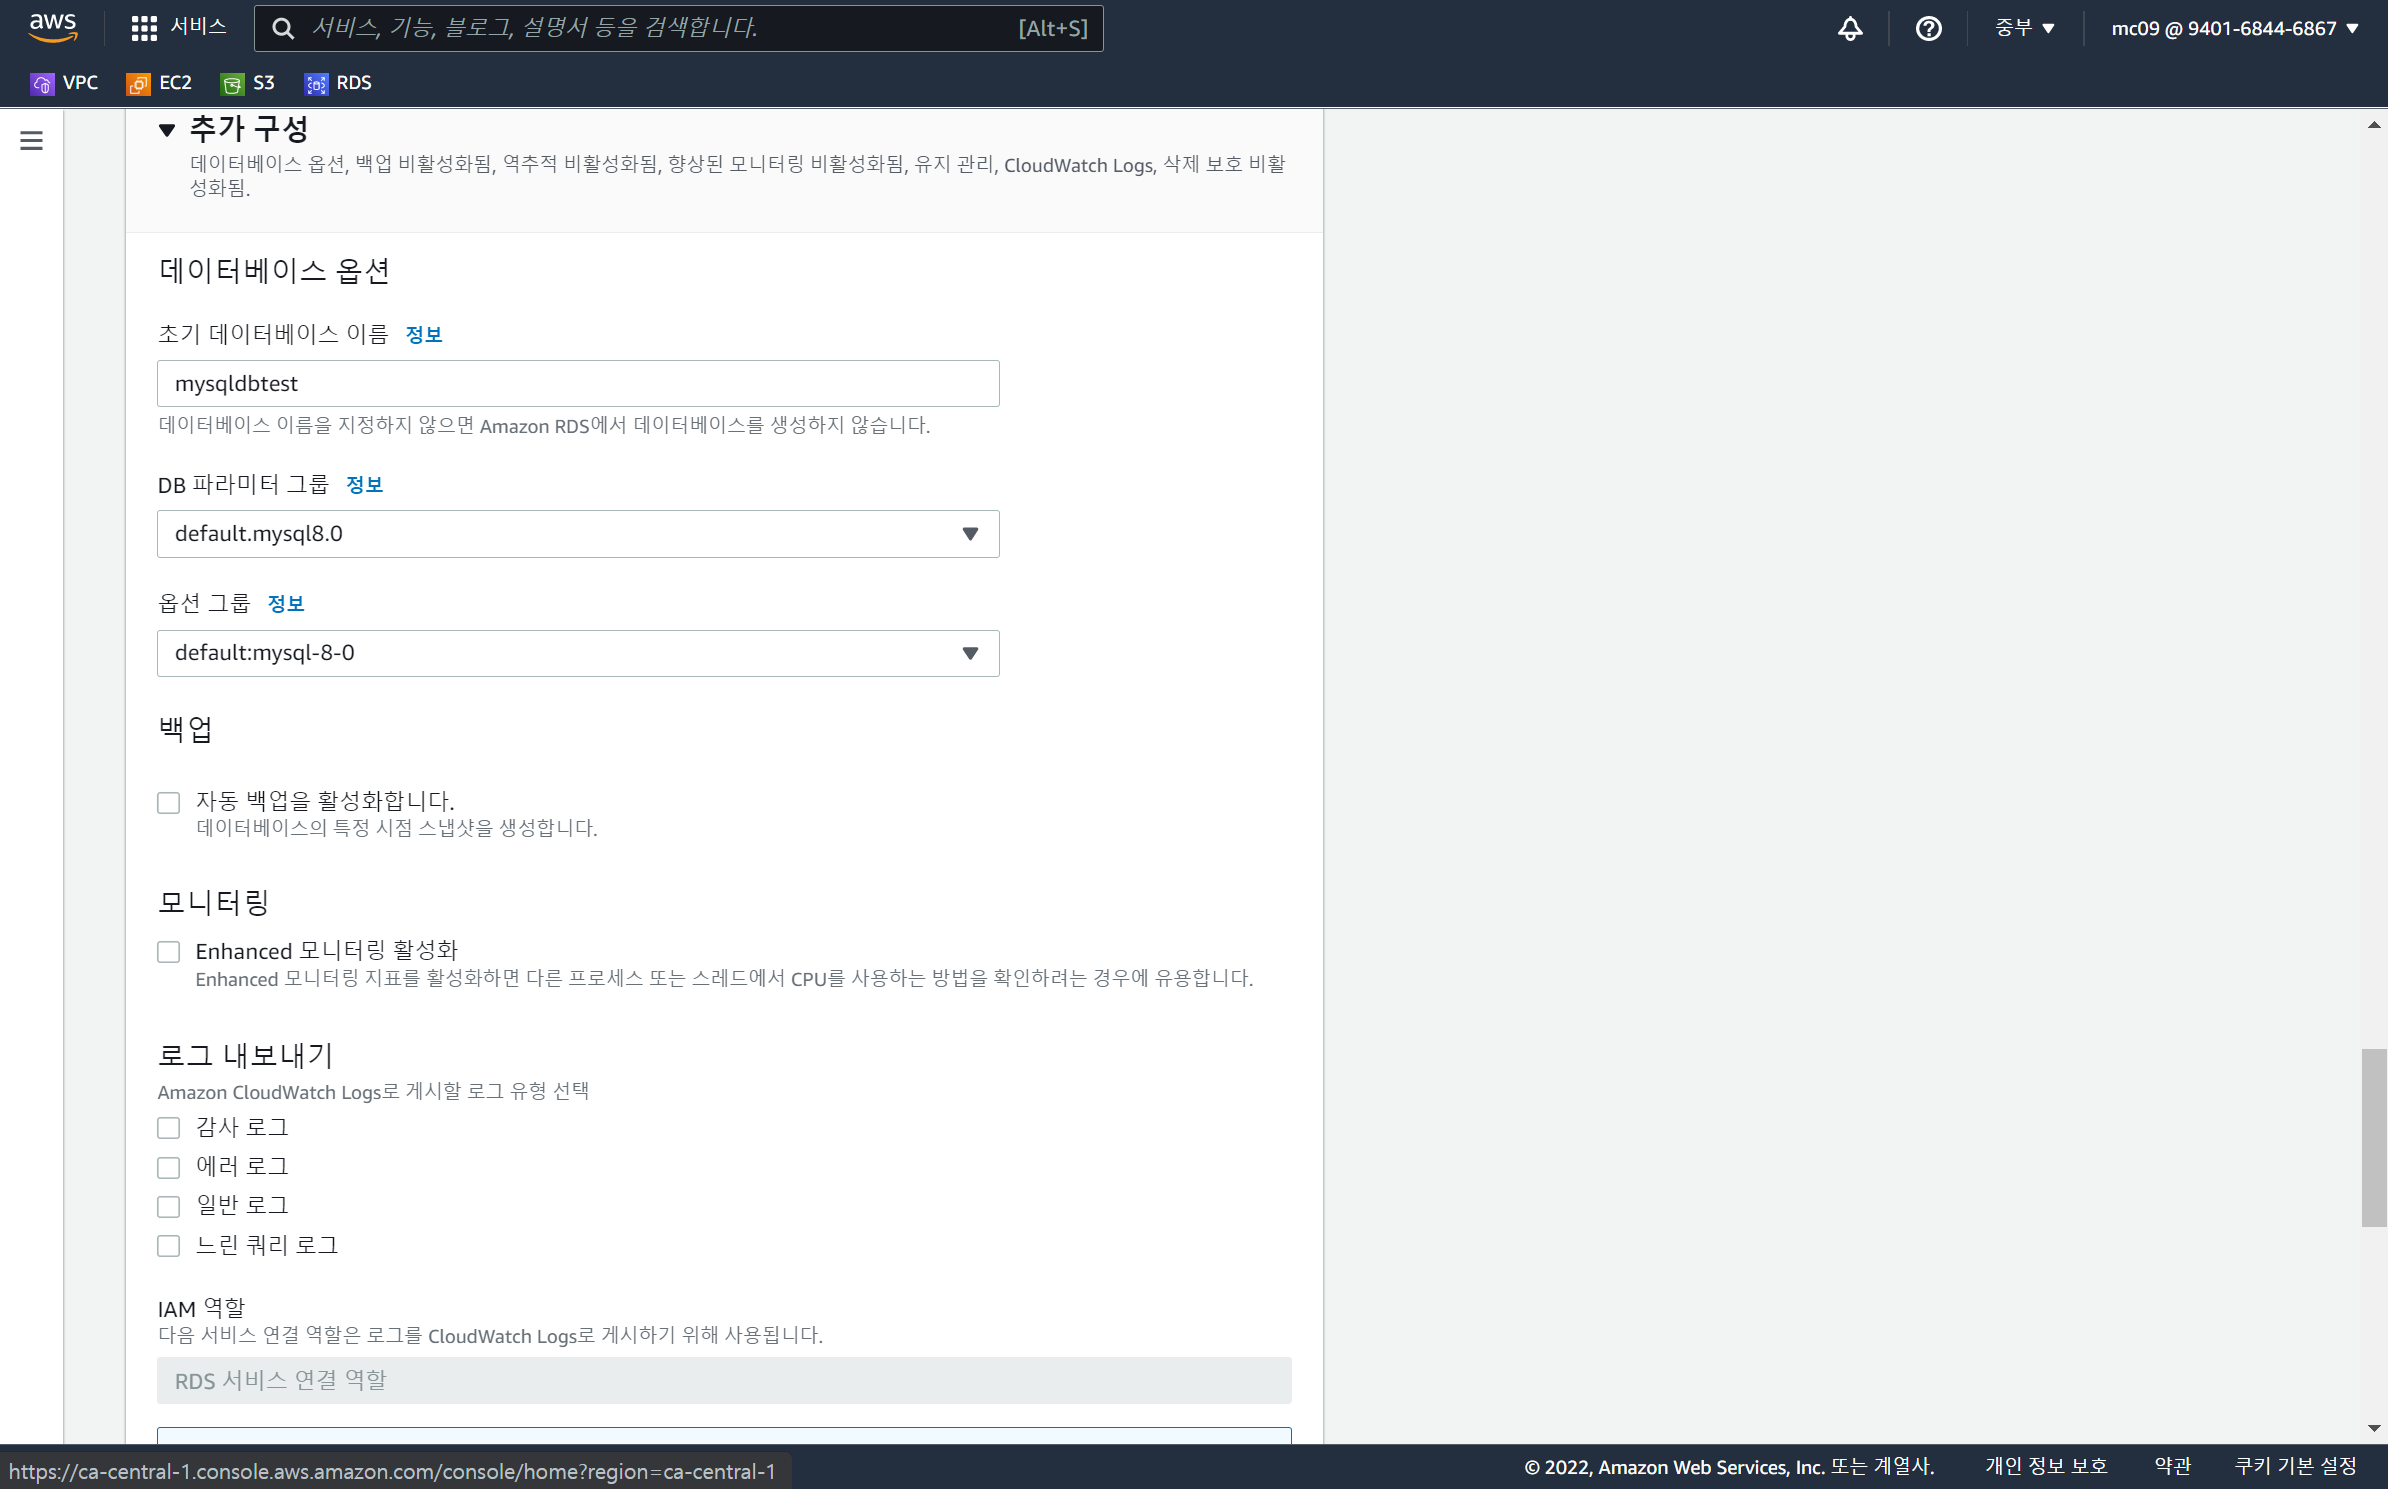 aws
서비스
서비스, 기능, 블로그, 설명서 등을 검색합니다. [Alt+S]
중부
mc09 @ 9401-6844-6867
VPC
EC2
S3
RDS
추가 구성
데이터베이스 옵션, 백업 비활성화됨, 역추적 비활성화됨, 향상된 모니터링 비활성화됨, 유지 관리, CloudWatch Logs, 삭제 보호 비활
성화됨.
데이터베이스 옵션
초기 데이터베이스 이름 정보
mysqldbtest
데이터베이스 이름을 지정하지 않으면 Amazon RDS에서 데이터베이스를 생성하지 않습니다.
DB 파라미터 그룹 정보
default.mysql8.0
옵션 그룹 정보
default:mysql-8-0
백업
자동 백업을 활성화합니다.
데이터베이스의 특정 시점 스냅샷을 생성합니다.
모니터링
Enhanced 모니터링 활성화
Enhanced 모니터링 지표를 활성화하면 다른 프로세스 또는 스레드에서 CPU를 사용하는 방법을 확인하려는 경우에 유용합니다.
로그 내보내기
Amazon CloudWatch Logs로 게시할 로그 유형 선택
감사 로그
에러 로그
일반 로그
느린 쿼리 로그
IAM 역할
다음 서비스 연결 역할은 로그를 CloudWatch Logs로 게시하기 위해 사용됩니다.
RDS 서비스 연결 역할
https://ca-central-1.console.aws.amazon.com/console/home?region=ca-central-1
© 2022, Amazon Web Services, Inc. 또는 계열사.
개인 정보 보호
약관
쿠키 기본 설정